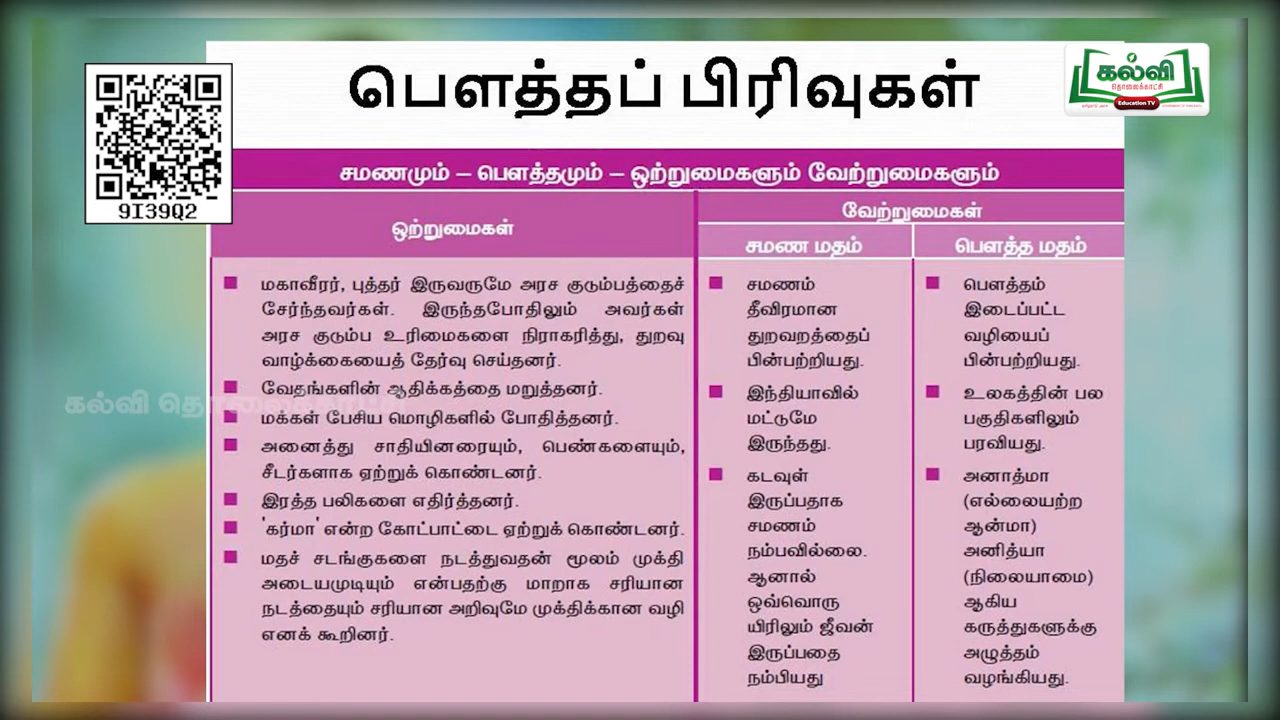 பௌத்தப் பிரிவுகள்
கல்வி
தொலைக்காட்சி
Education TV
9I39Q2
சமணமும் – பௌத்தமும் – ஒற்றுமைகளும் வேற்றுமைகளும்
ஒற்றுமைகள்
மகாவீரர், புத்தர் இருவருமே அரச குடும்பத்தைச்
சேர்ந்தவர்கள். இருந்தபோதிலும் அவர்கள்
அரச குடும்ப உரிமைகளை நிராகரித்து, துறவு
வாழ்க்கையைத் தேர்வு செய்தனர்.
வேதங்களின் ஆதிக்கத்தை மறுத்தனர்.
மக்கள் பேசிய மொழிகளில் போதித்தனர்.
அனைத்து சாதியினரையும், பெண்களையும்,
சீடர்களாக ஏற்றுக் கொண்டனர்.
இரத்த பலிகளை எதிர்த்தனர்.
'கர்மா' என்ற கோட்பாட்டை ஏற்றுக் கொண்டனர்.
மதச் சடங்குகளை நடத்துவதன் மூலம் முக்தி
அடையமுடியும் என்பதற்கு மாறாக சரியான
நடத்தையும் சரியான அறிவுமே முக்திக்கான வழி
எனக் கூறினர்.
வேற்றுமைகள்
சமண மதம்
சமணம்
தீவிரமான
துறவறத்தைப்
பின்பற்றியது.
இந்தியாவில்
மட்டுமே
இருந்தது.
கடவுள்
இருப்பதாக
சமணம்
நம்பவில்லை.
ஆனால்
ஒவ்வொரு
யிரிலும் ஜீவன்
இருப்பதை
நம்பியது
பௌத்த மதம்
பௌத்தம்
இடைப்பட்ட
வழியைப்
பின்பற்றியது.
உலகத்தின் பல
பகுதிகளிலும்
பரவியது.
அனாத்மா
(எல்லையற்ற
ஆன்மா)
அனித்யா
(நிலையாமை)
ஆகிய
கருத்துகளுக்கு
அழுத்தம்
வழங்கியது.
கல்வி தொலைக்காட்சி